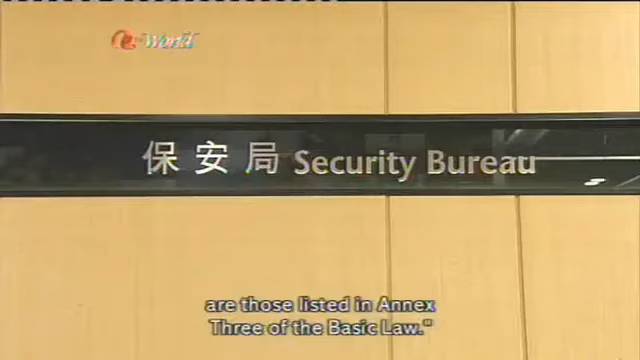 World
保安局 Security Bureau
are those listed in Annex
Three of the Basic Law."